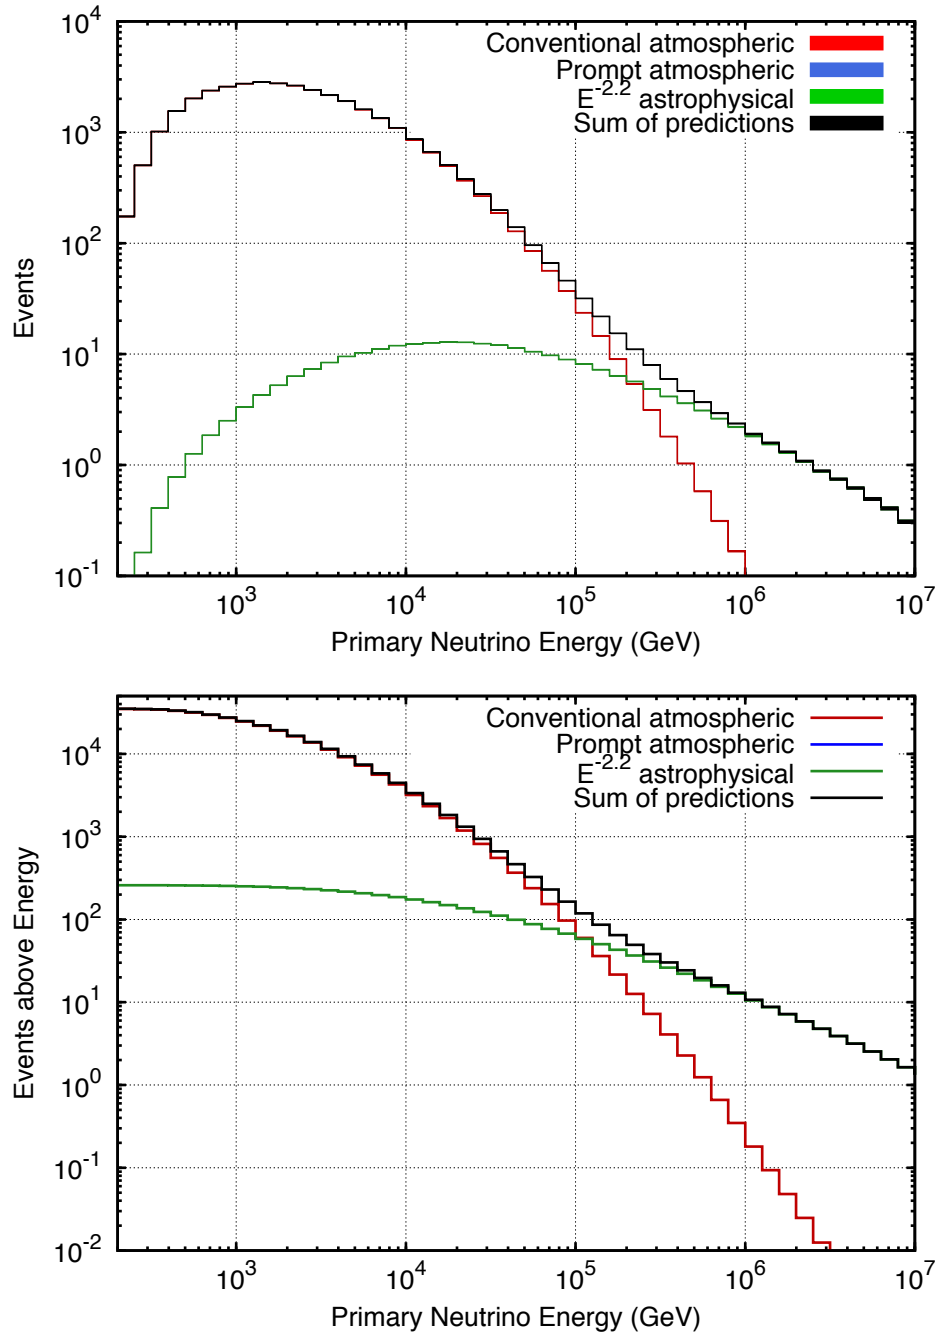 10^4
10^3
10^2
10^1
10^0
10^-1
Events
Conventional atmospheric
Prompt atmospheric
E^-2.2 astrophysical
Sum of predictions
10^3 10^4 10^5 10^6 10^7
Primary Neutrino Energy (GeV)
10^4
10^3
10^2
10^1
10^0
10^-1
10^-2
Events above Energy
Conventional atmospheric
Prompt atmospheric
E^-2.2 astrophysical
Sum of predictions
10^3 10^4 10^5 10^6 10^7
Primary Neutrino Energy (GeV)